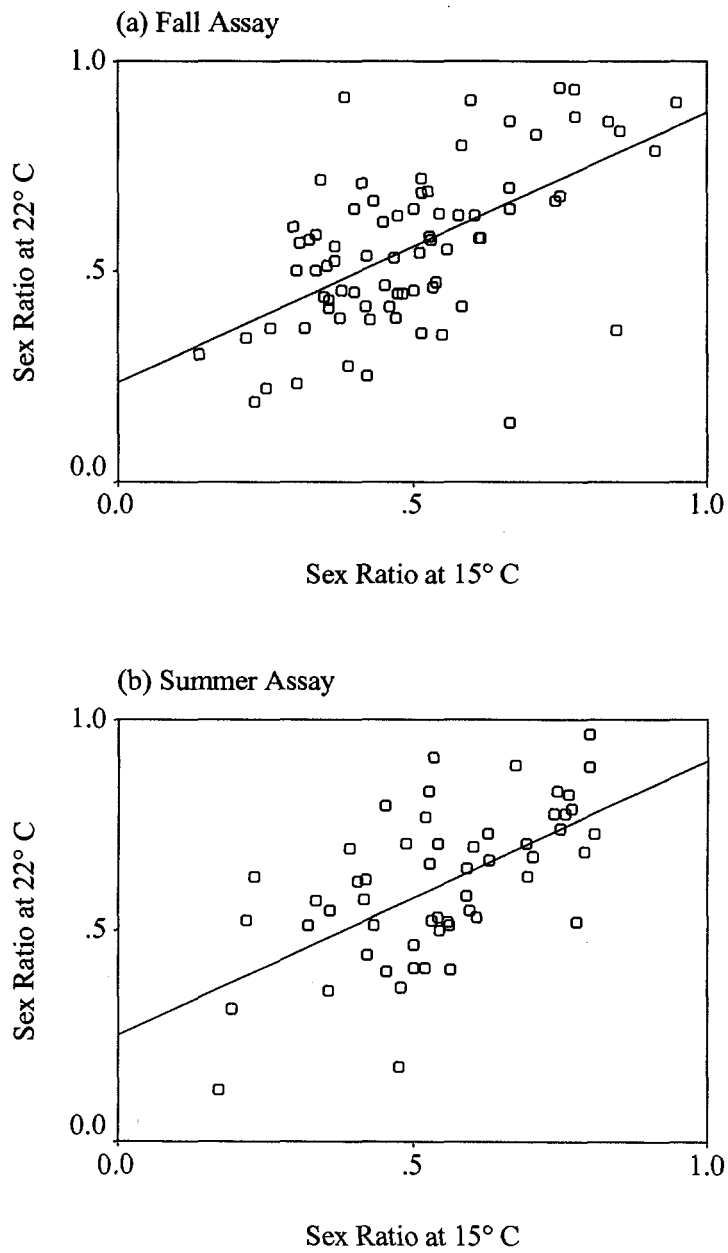 (a) Fall Assay
1.0
.5
0.0
Sex Ratio at 22° C
0.0 .5 1.0
Sex Ratio at 15° C
(b) Summer Assay
1.0
.5
0.0
Sex Ratio at 22° C
0.0 .5 1.0
Sex Ratio at 15° C